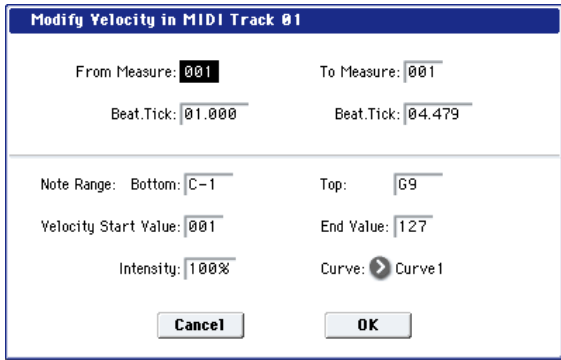 Modify Velocity in MIDI Track 01
From Measure: 001 To Measure: 001
Beat.Tick: 01.000 Beat.Tick: 04.479
Note Range: Bottom: C-1 Top: G9
Velocity Start Value: 001 End Value: 127
Intensity: 100% Curve: Curve1
Cancel OK